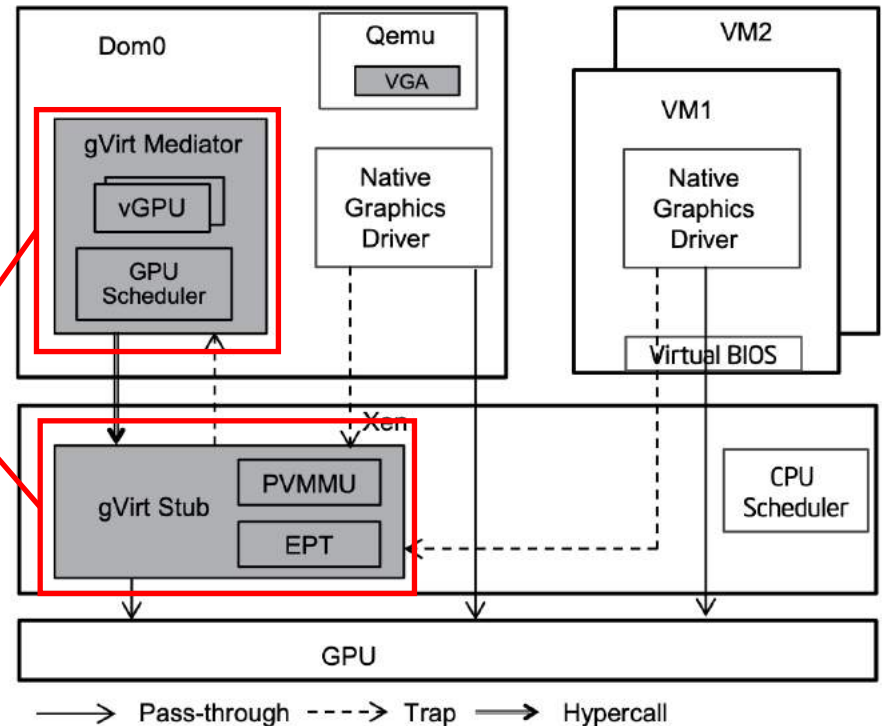 Dom0
Qemu
VGA
VM2
VM1
gVirt Mediator
vGPU
GPU
Scheduler
Native
Graphics
Driver
Native
Graphics
Driver
Virtual BIOS
Xen
gVirt Stub
PVMMU
EPT
CPU
Scheduler
GPU
Pass-through
Trap
Hypercall